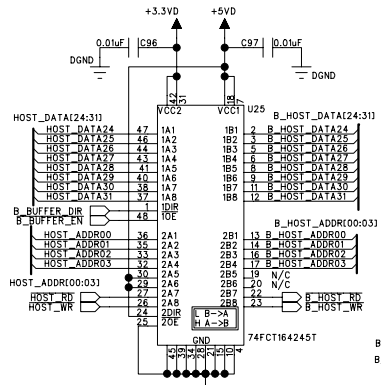 +3.3VD +5VD
0.01uF C96 C97 0.01uF
DGND DGND
42 31 18 7
VCC2 VCC1 U25
HOST_DATA[24:31] B_HOST_DATA[24:31]
HOST_DATA24 47 1A1 1B1 2 B_HOST_DATA24
HOST_DATA25 46 1A2 1B2 3 B_HOST_DATA25
HOST_DATA26 44 1A3 1B3 5 B_HOST_DATA26
HOST_DATA27 43 1A4 1B4 6 B_HOST_DATA27
HOST_DATA28 41 1A5 1B5 8 B_HOST_DATA28
HOST_DATA29 40 1A6 1B6 9 B_HOST_DATA29
HOST_DATA30 38 1A7 1B7 11 B_HOST_DATA30
HOST_DATA31 37 1A8 1B8 12 B_HOST_DATA31
B_BUFFER_DIR 1 1DIR
B_BUFFER_EN 48 1OE
B_HOST_ADDR[00:03]
HOST_ADDR00 36 2A1 2B1 13 B_HOST_ADDR00
HOST_ADDR01 35 2A2 2B2 14 B_HOST_ADDR01
HOST_ADDR02 33 2A3 2B3 16 B_HOST_ADDR02
HOST_ADDR03 32 2A4 2B4 17 B_HOST_ADDR03
30 2A5 2B5 19 N/C
HOST_ADDR[00:03] 29 2A6 2B6 20 N/C
HOST_RD 27 2A7 2B7 22 B_HOST_RD
HOST_WR 26 2A8 2B8 23 B_HOST_WR
24 2DIR L B->A
25 2OE H A->B
GND 74FCT164245T
45 39 34 28 21 15 10 4
B
B